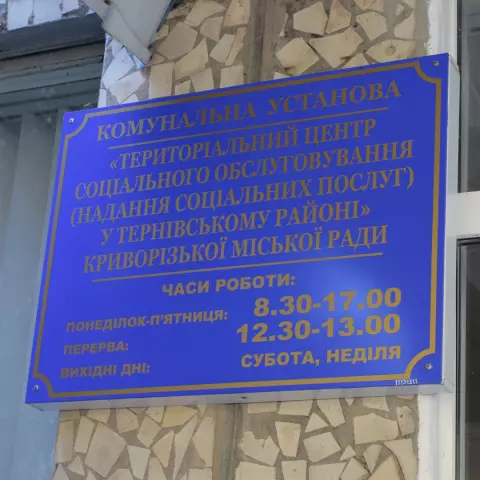 КОМУНАЛЬНА УСТАНОВА
«ТЕРИТОРІАЛЬНИЙ ЦЕНТР
СОЦІАЛЬНОГО ОБСЛУГОВУВАННЯ
(НАДАННЯ СОЦІАЛЬНИХ ПОСЛУГ)
У ТЕРНІВСЬКОМУ РАЙОНІ»
КРИВОРІЗЬКОЇ МІСЬКОЇ РАДИ
ЧАСИ РОБОТИ:
ПОНЕДІЛОК-П'ЯТНИЦЯ: 8.30-17.00
ПЕРЕРВА: 12.30-13.00
ВИХІДНІ ДНІ: СУБОТА, НЕДІЛЯ